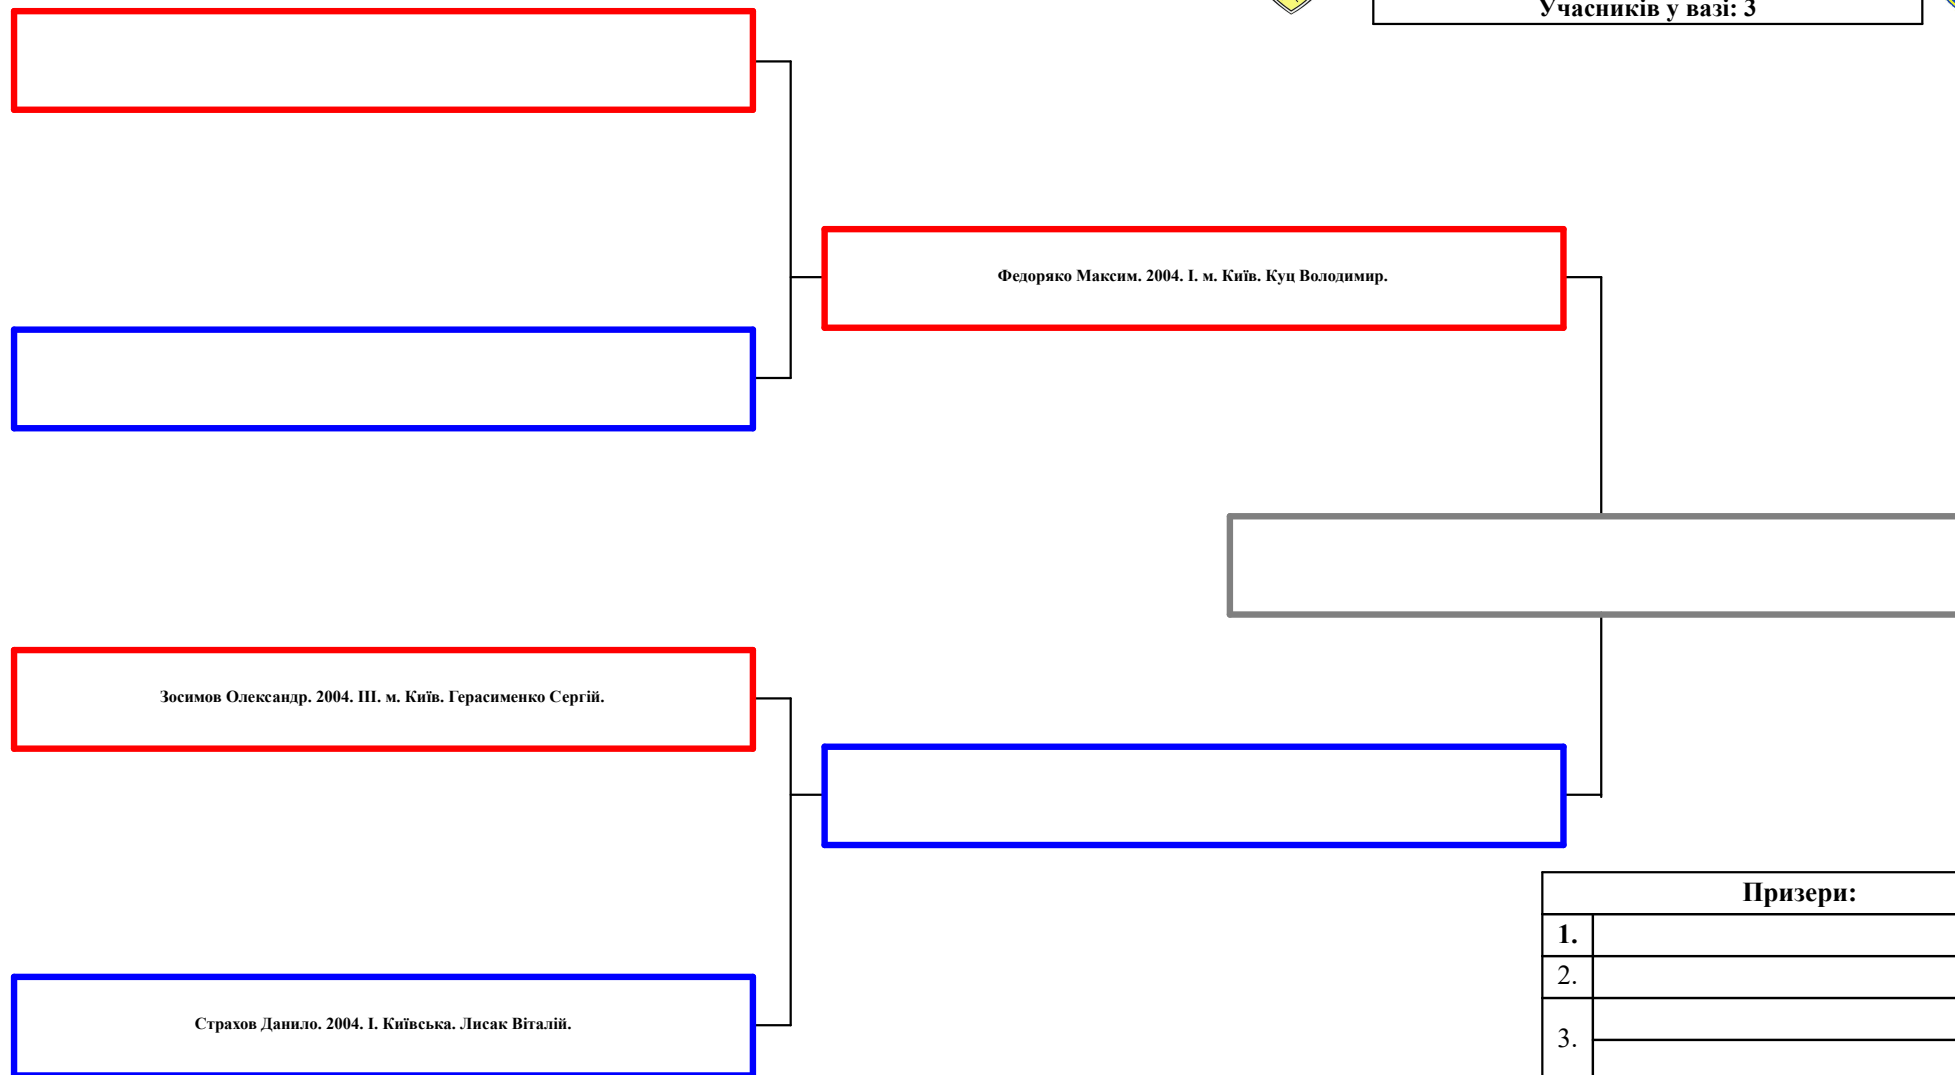 Учасників у вазі: 3
Федоряко Максим. 2004. І. м. Київ. Куц Володимир.
Зосимов Олександр. 2004. ІІІ. м. Київ. Герасименко Сергій.
Страхов Данило. 2004. І. Київська. Лисак Віталій.
Призери:
1.
2.
3.